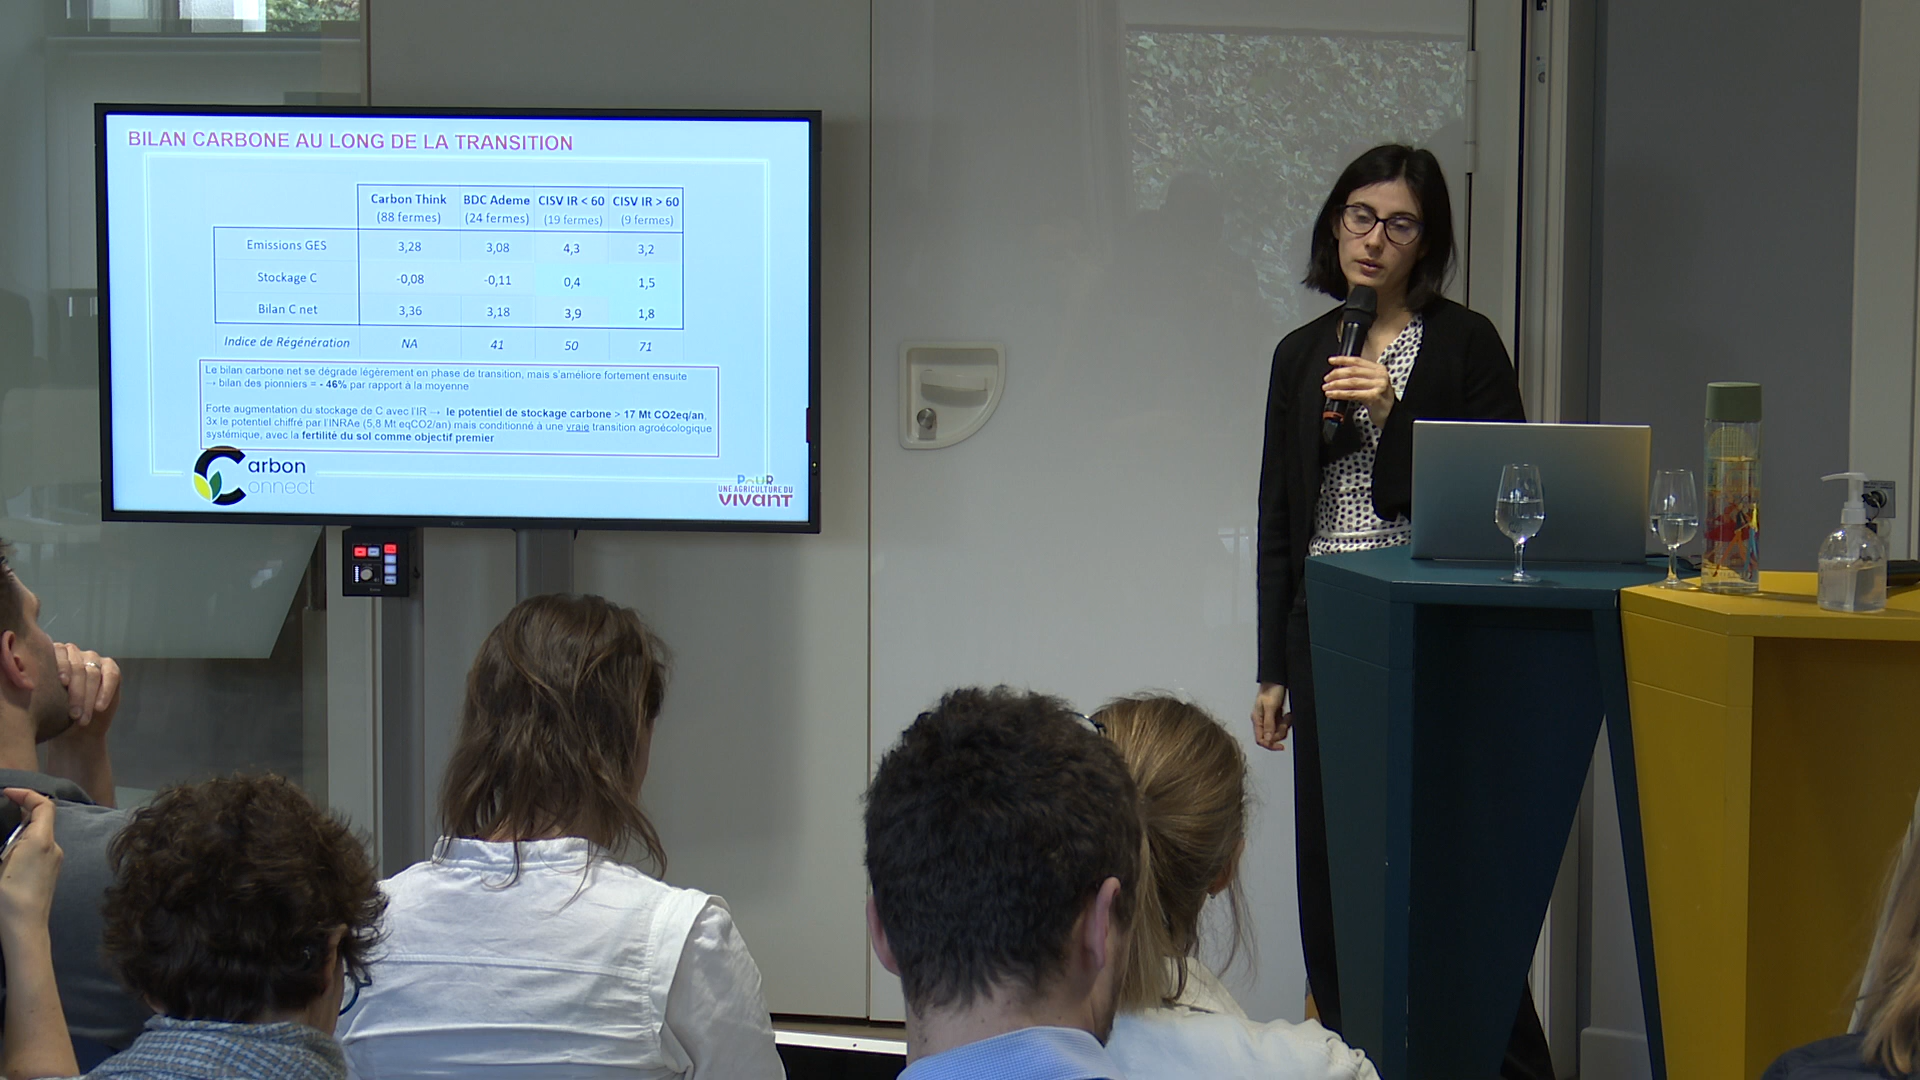 BILAN CARBONE AU LONG DE LA TRANSITION
Carbon Think BDC Ademe CISV IR < 60 CISV IR > 60
(88 fermes) (24 fermes) (19 fermes) (9 fermes)
Emissions GES 3,28 3,08 4,3 3,2
Stockage C -0,08 -0,11 0,4 1,5
Bilan C net 3,36 3,18 3,9 1,8
Indice de Régénération NA 41 50 71
Le bilan carbone net se dégrade légèrement en phase de transition, mais s'améliore fortement ensuite
→ bilan des pionniers = - 46% par rapport à la moyenne
Forte augmentation du stockage de C avec l'IR → le potentiel de stockage carbone > 17 Mt CO2eq/an,
3x le potentiel chiffré par l'INRAe (5,8 Mt eqCO2/an) mais conditionné à une vraie transition agroécologique
systémique, avec la fertilité du sol comme objectif premier
Carbon
Connect
POUR
UNE AGRICULTURE DU
VIVANT